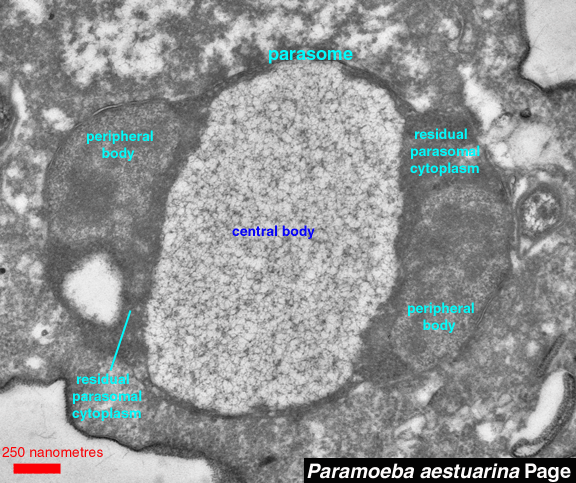 parasome
peripheral
body
residual
parasomal
cytoplasm
central body
peripheral
body
residual
parasomal
cytoplasm
250 nanometres
Paramoeba aestuarina Page